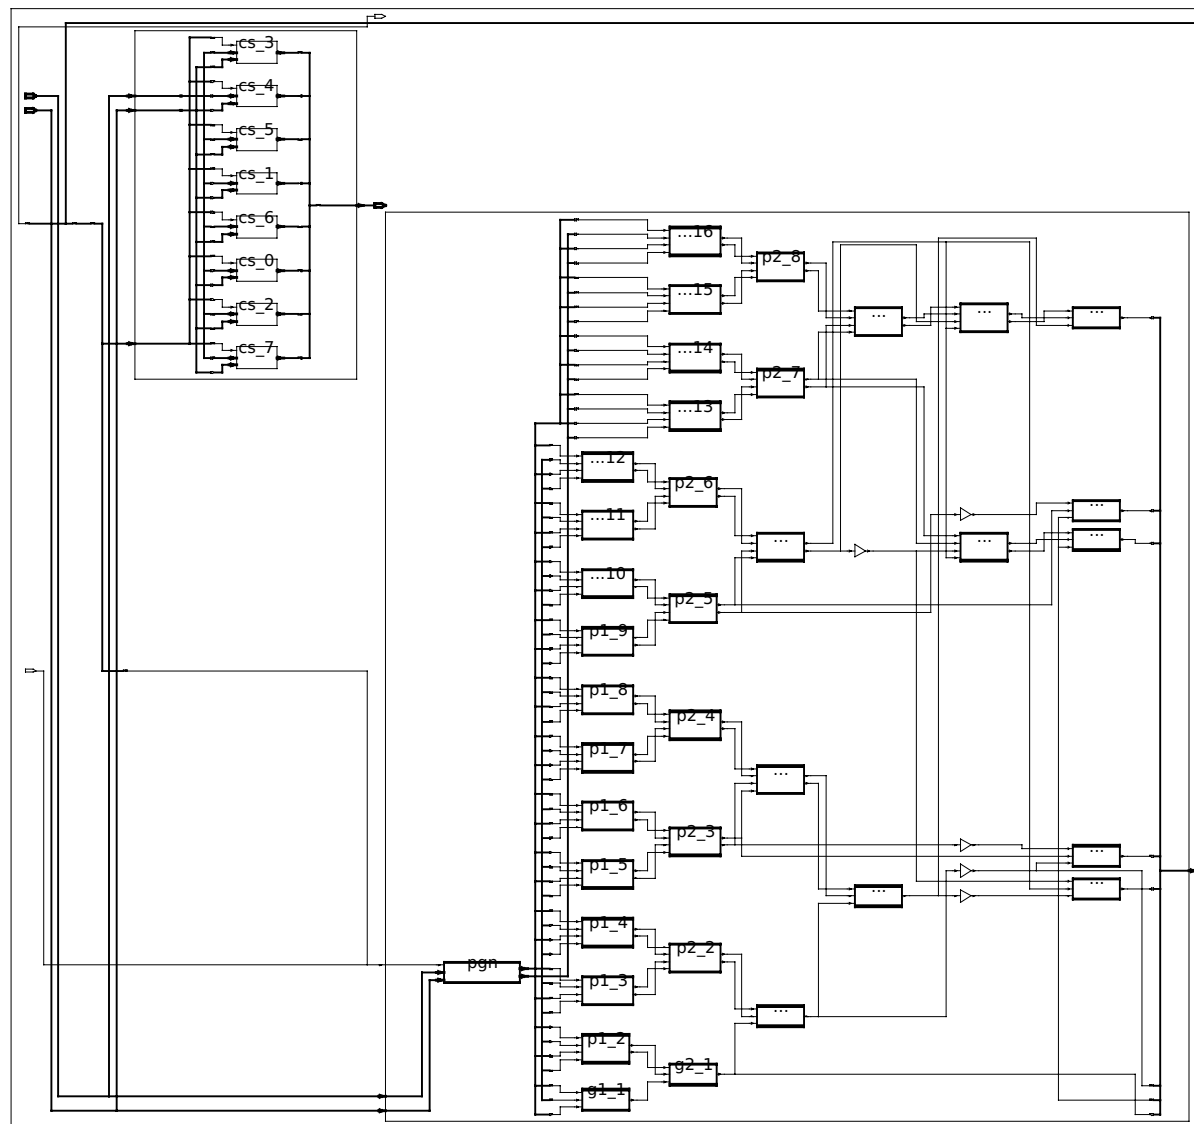 cs_3
cs_4
cs_5
cs_1
cs_6
cs_0
cs_2
cs_7
...16
p2_8
...15
...
...
...
...14
p2_7
...13
...12
p2_6
...
...11
...
...
...
...10
p2_5
p1_9
p1_8
p2_4
p1_7
...
p1_6
p2_3
p1_5
...
...
...
p1_4
p2_2
pgn
p1_3
...
p1_2
g2_1
g1_1